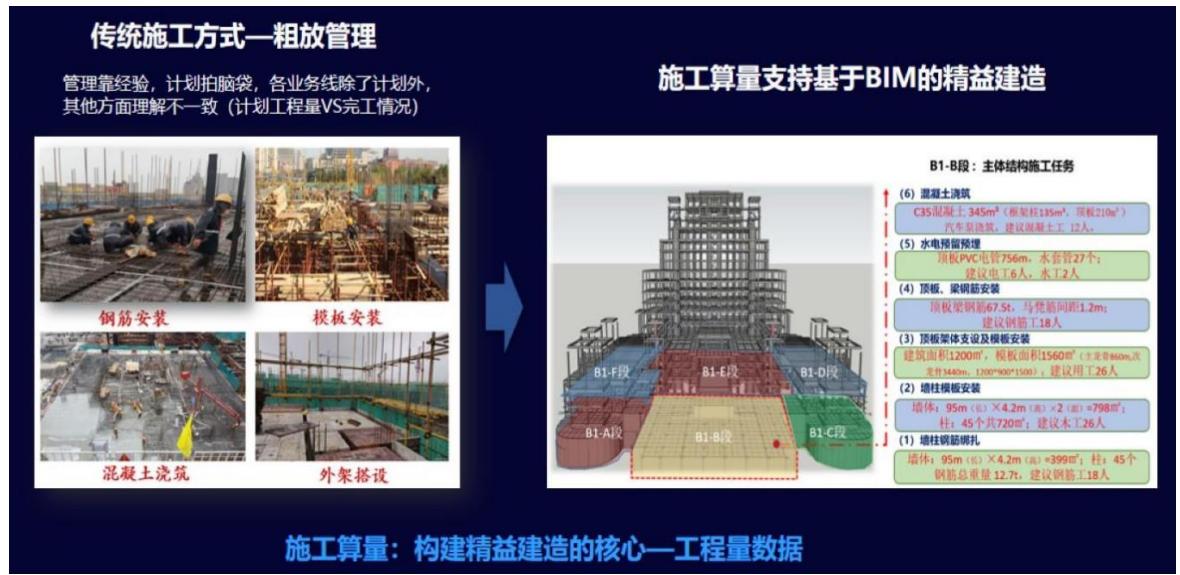 传统施工方式—粗放管理
管理靠经验，计划拍脑袋，各业务线除了计划外，
其他方面理解不一致（计划工程量VS完工情况）
钢筋安装
模板安装
混凝土浇筑
外架搭设
施工算量支持基于BIM的精益建造
B1-B段：主体结构施工任务
（6）混凝土浇筑
C35混凝土 345m³（框架柱135m³，顶板210m³）
汽车泵浇筑，建议混凝土工 12人。
（5）水电预留预埋
顶板PVC电管756m，水套管27个；
建议电工6人，水工2人
（4）顶板、梁钢筋安装
顶板梁钢筋67.5t，马凳筋间距1.2m；
建议钢筋工18人
（3）顶板架体支设及模板安装
建筑面积1200㎡，模板面积1560㎡（主龙骨860m,次
龙骨3440m，1200*900*1500）；建议用工26人
（2）墙柱模板安装
墙体：95m（长）×4.2m（高）×2（面）=798㎡；
柱：45个共720㎡；建议木工26人
（1）墙柱钢筋绑扎
墙体：95m（长）×4.2m（高）=399㎡；柱：45个
钢筋总重量 12.7t，建议钢筋工18人
B1-F段
B1-E段
B1-D段
B1-A段
B1-B段
B1-C段
施工算量：构建精益建造的核心—工程量数据